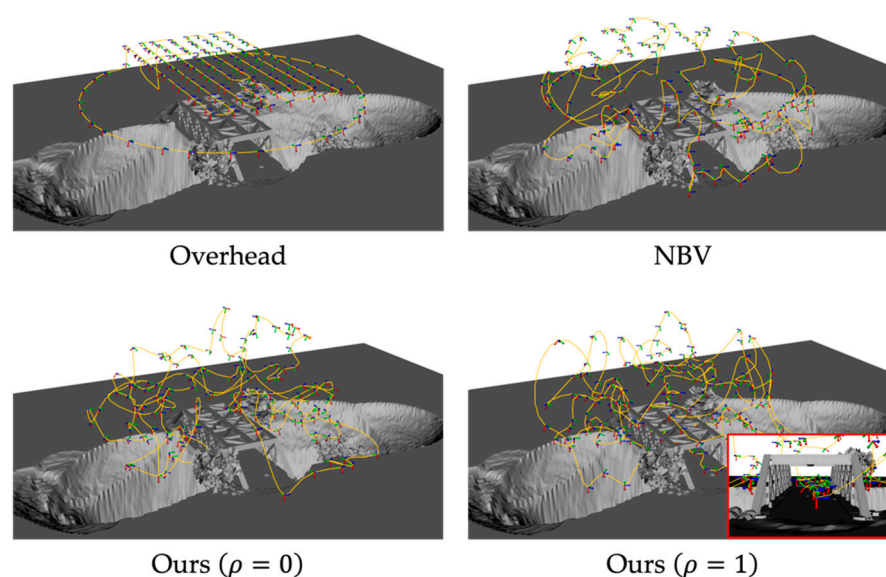 Overhead
NBV
Ours (ρ = 0)
Ours (ρ = 1)